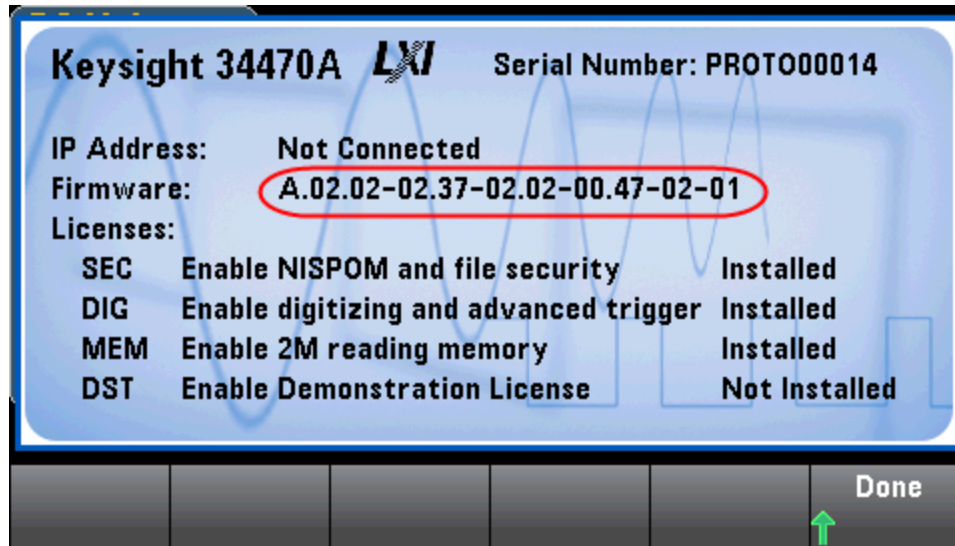 Keysight 34470A LXI Serial Number: PROTO00014
IP Address: Not Connected
Firmware: A.02.02-02.37-02.02-00.47-02-01
Licenses:
SEC Enable NISPOM and file security Installed
DIG Enable digitizing and advanced trigger Installed
MEM Enable 2M reading memory Installed
DST Enable Demonstration License Not Installed
Done